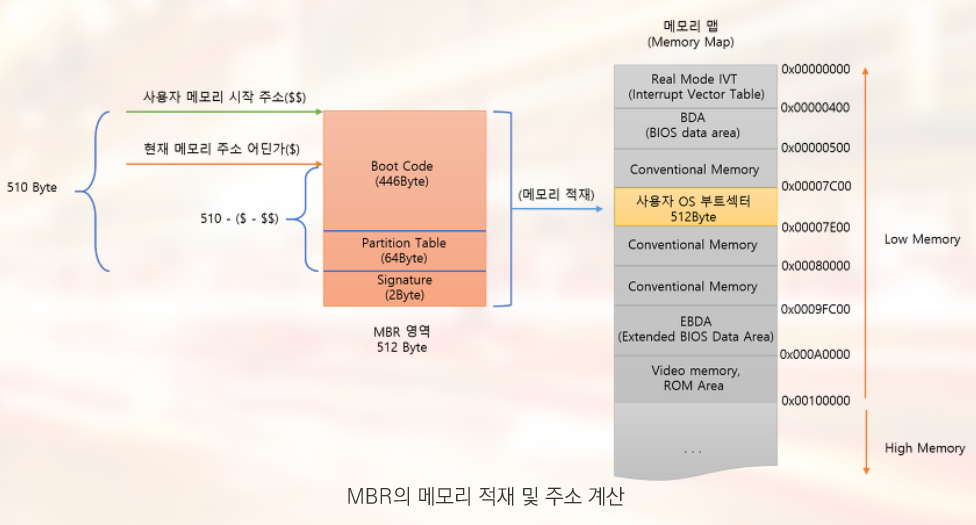 메모리 맵
(Memory Map)
사용자 메모리 시작 주소($$)
현재 메모리 주소 어딘가($)
510 Byte
510 - ($ - $$)
Boot Code
(446Byte)
Partition Table
(64Byte)
Signature
(2Byte)
MBR 영역
512 Byte
(메모리 적재)
Real Mode IVT
(Interrupt Vector Table)
BDA
(BIOS data area)
Conventional Memory
사용자 OS 부트섹터
512Byte
Conventional Memory
Conventional Memory
EBDA
(Extended BIOS Data Area)
Video memory,
ROM Area
. . .
0x00000000
0x00000400
0x00000500
0x00007C00
0x00007E00
0x00080000
0x0009FC00
0x000A0000
0x00100000
Low Memory
High Memory
MBR의 메모리 적재 및 주소 계산